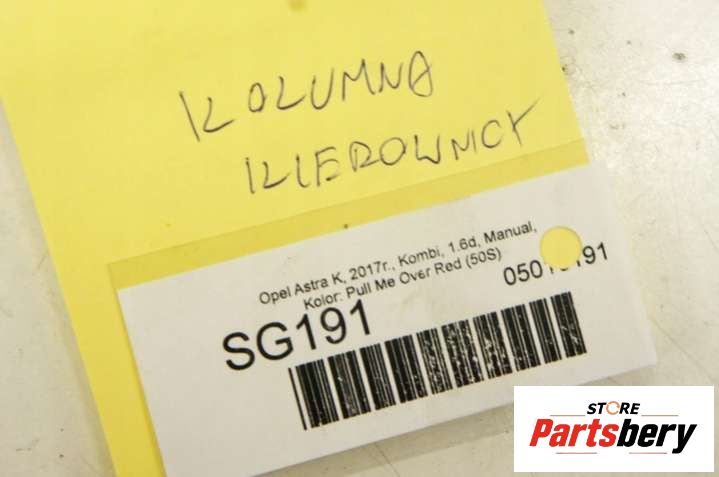 KOLUMNA
KIEROWNICY
Opel Astra K, 2017r., Kombi, 1.6d, Manual,
Kolor: Pull Me Over Red (50S)
SG191
STORE
Partsbery